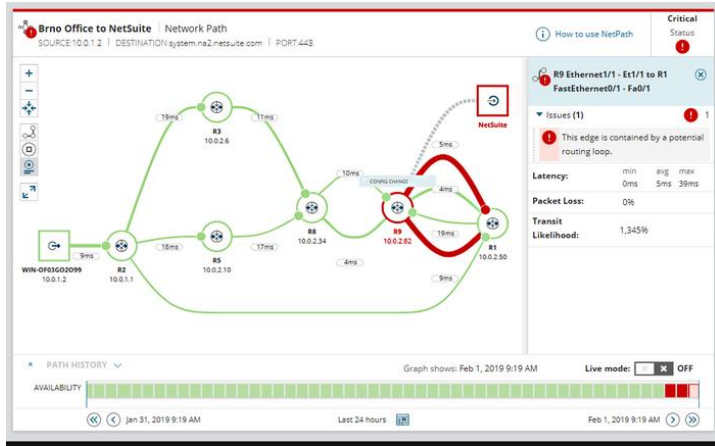 Brno Office to NetSuite | Network Path
SOURCE:10.0.1.2 | DESTINATION:system.na2.netsuite.com | PORT:443
How to use NetPath
Critical
Status
R9 Ethernet1/1 - Et1/1 to R1
FastEthernet0/1 - Fa0/1
Issues (1)
1
This edge is contained by a potential
routing loop.
min avg max
Latency: 0ms 5ms 39ms
Packet Loss: 0%
Transit
Likelihood: 1,345%
19ms
11ms
R3
10.0.2.6
NetSuite
5ms
10ms
CONFIG CHANGE
4ms
9ms
18ms
17ms
19ms
WIN-OF03GO2O99
10.0.1.2
R2
10.0.1.1
R5
10.0.2.10
R8
10.0.2.34
R9
10.0.2.82
R1
10.0.2.50
4ms
9ms
PATH HISTORY
Graph shows: Feb 1, 2019 9:19 AM
Live mode: OFF
AVAILABILITY
Jan 31, 2019 9:19 AM
Last 24 hours
Feb 1, 2019 9:19 AM